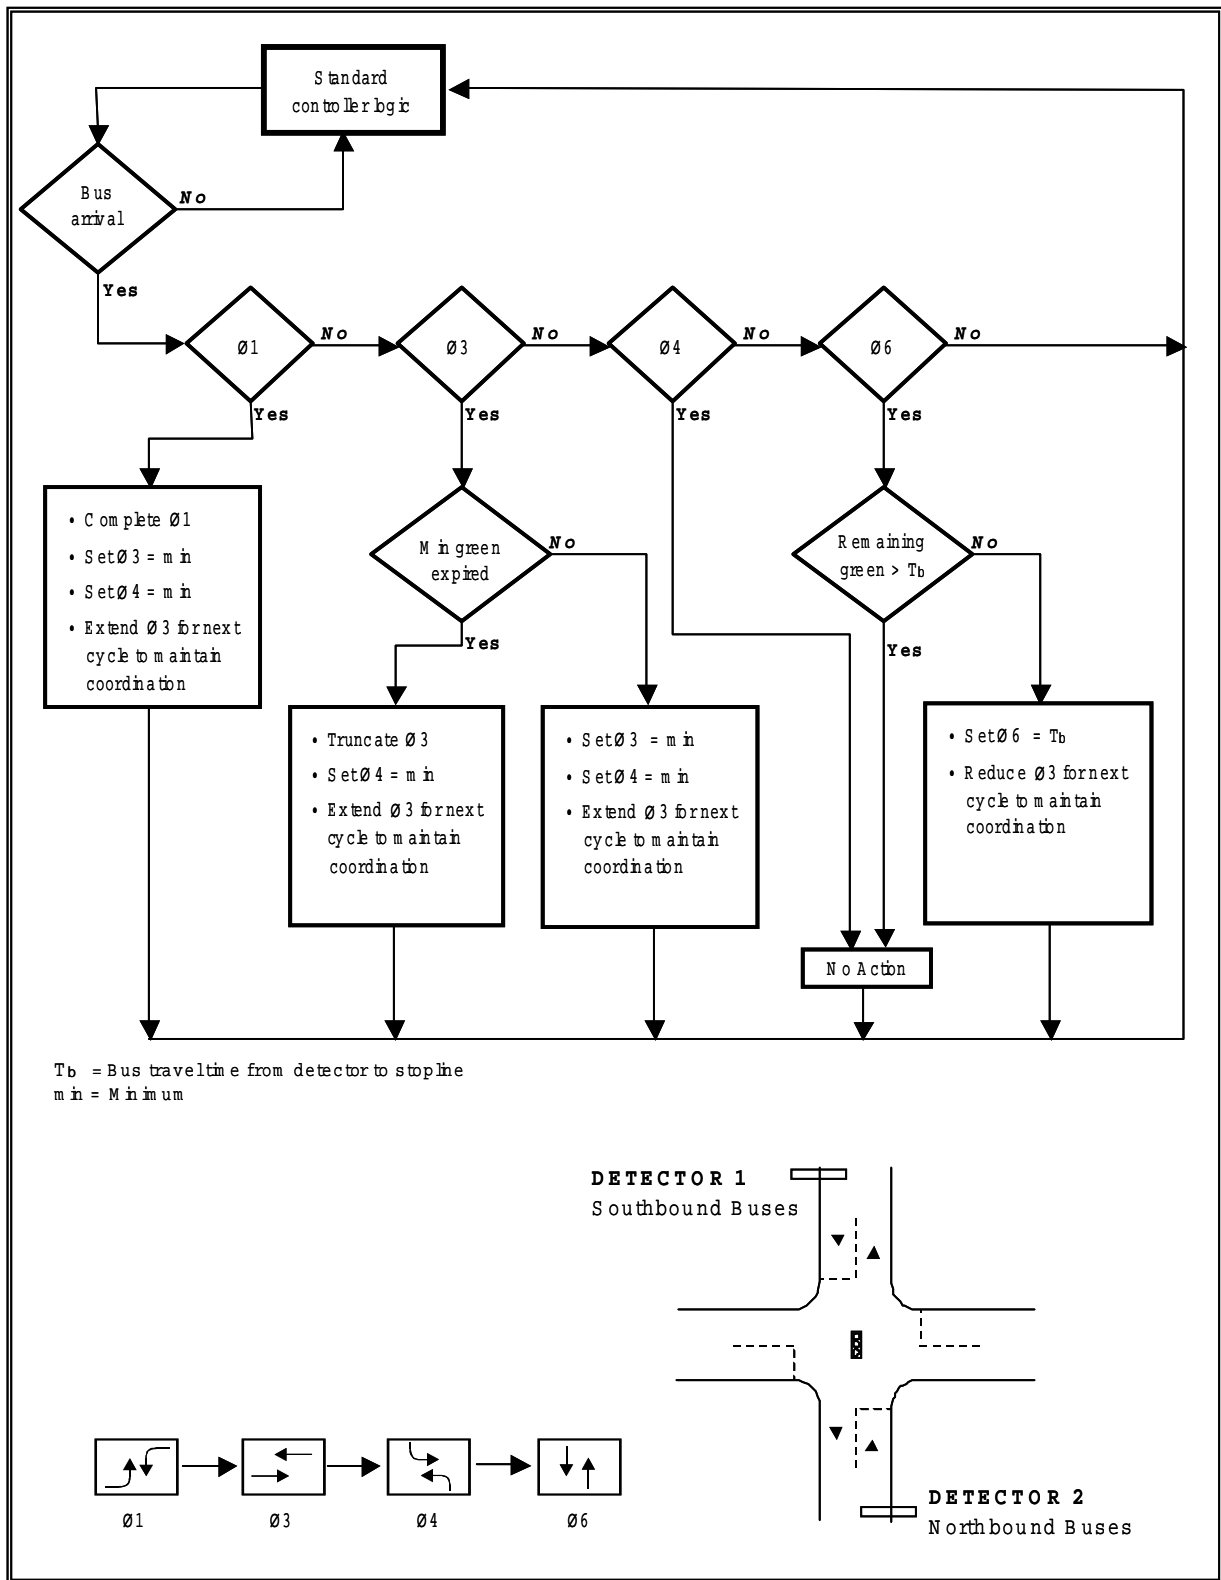 Standard
controller logic
Bus
arrival
No
Yes
Ø1
No
Ø3
No
Ø4
No
Ø6
No
Yes
Yes
Yes
Yes
• Complete Ø1
• Set Ø3 = min
• Set Ø4 = min
• Extend Ø3 for next
cycle to maintain
coordination
Min green
expired
No
Yes
Remaining
green > Tb
No
Yes
• Truncate Ø3
• Set Ø4 = min
• Extend Ø3 for next
cycle to maintain
coordination
• Set Ø3 = min
• Set Ø4 = min
• Extend Ø3 for next
cycle to maintain
coordination
• Set Ø6 = Tb
• Reduce Ø3 for next
cycle to maintain
coordination
No Action
Tb = Bus travel time from detector to stopline
min = Minimum
DETECTOR 1
Southbound Buses
Ø1
Ø3
Ø4
Ø6
DETECTOR 2
Northbound Buses